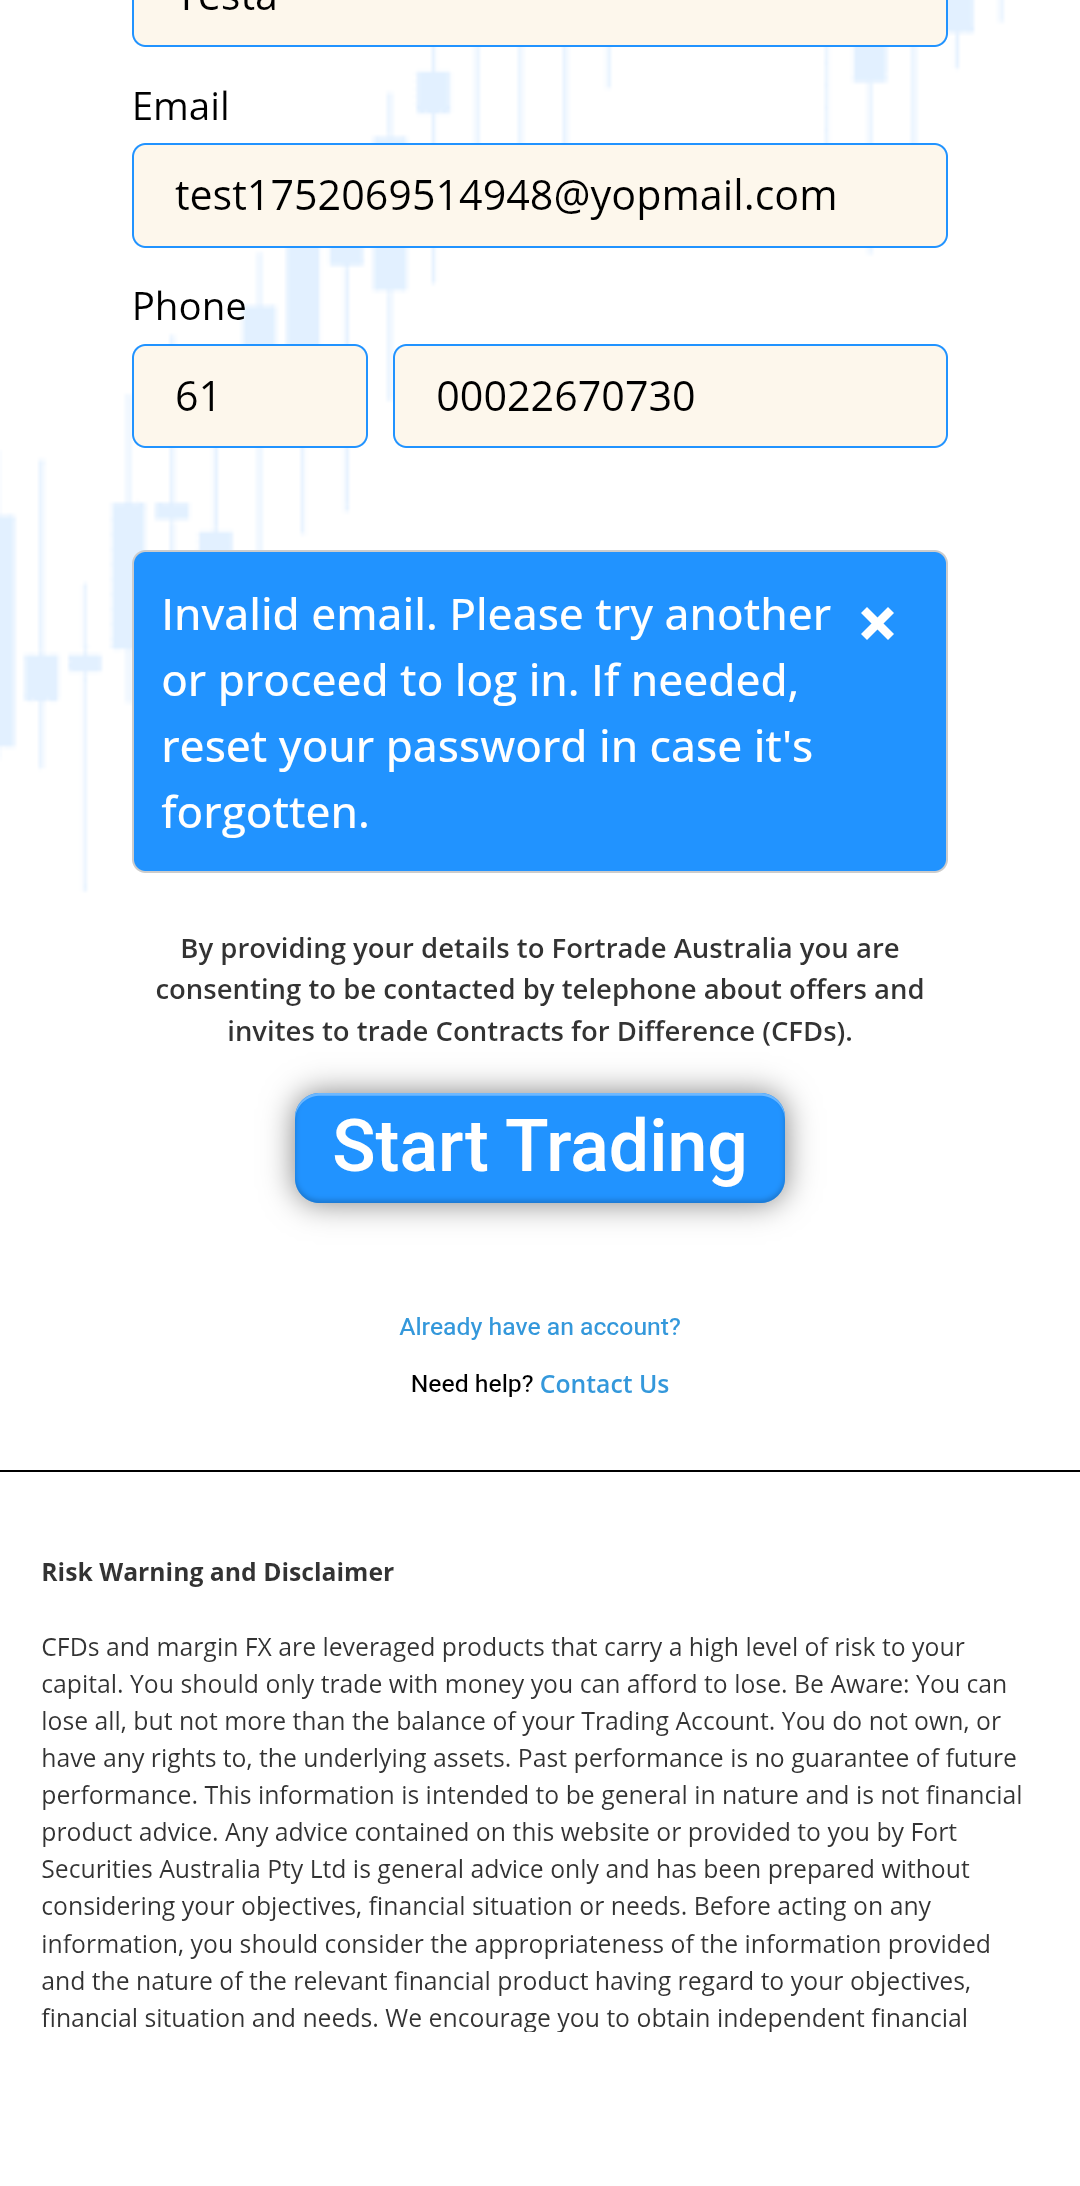 Testa
Email
test1752069514948@yopmail.com
Phone
61
00022670730
Invalid email. Please try another
or proceed to log in. If needed,
reset your password in case it's
forgotten.
By providing your details to Fortrade Australia you are
consenting to be contacted by telephone about offers and
invites to trade Contracts for Difference (CFDs).
Start Trading
Already have an account?
Need help? Contact Us
Risk Warning and Disclaimer
CFDs and margin FX are leveraged products that carry a high level of risk to your
capital. You should only trade with money you can afford to lose. Be Aware: You can
lose all, but not more than the balance of your Trading Account. You do not own, or
have any rights to, the underlying assets. Past performance is no guarantee of future
performance. This information is intended to be general in nature and is not financial
product advice. Any advice contained on this website or provided to you by Fort
Securities Australia Pty Ltd is general advice only and has been prepared without
considering your objectives, financial situation or needs. Before acting on any
information, you should consider the appropriateness of the information provided
and the nature of the relevant financial product having regard to your objectives,
financial situation and needs. We encourage you to obtain independent financial